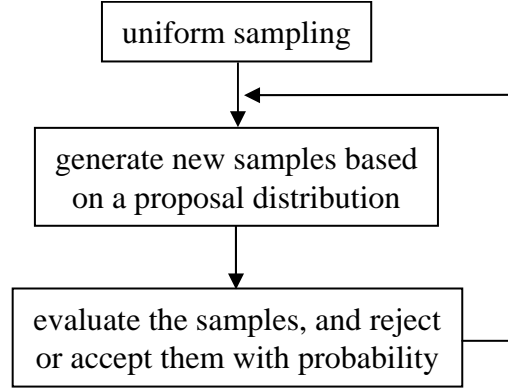 uniform sampling
generate new samples based
on a proposal distribution
evaluate the samples, and reject
or accept them with probability